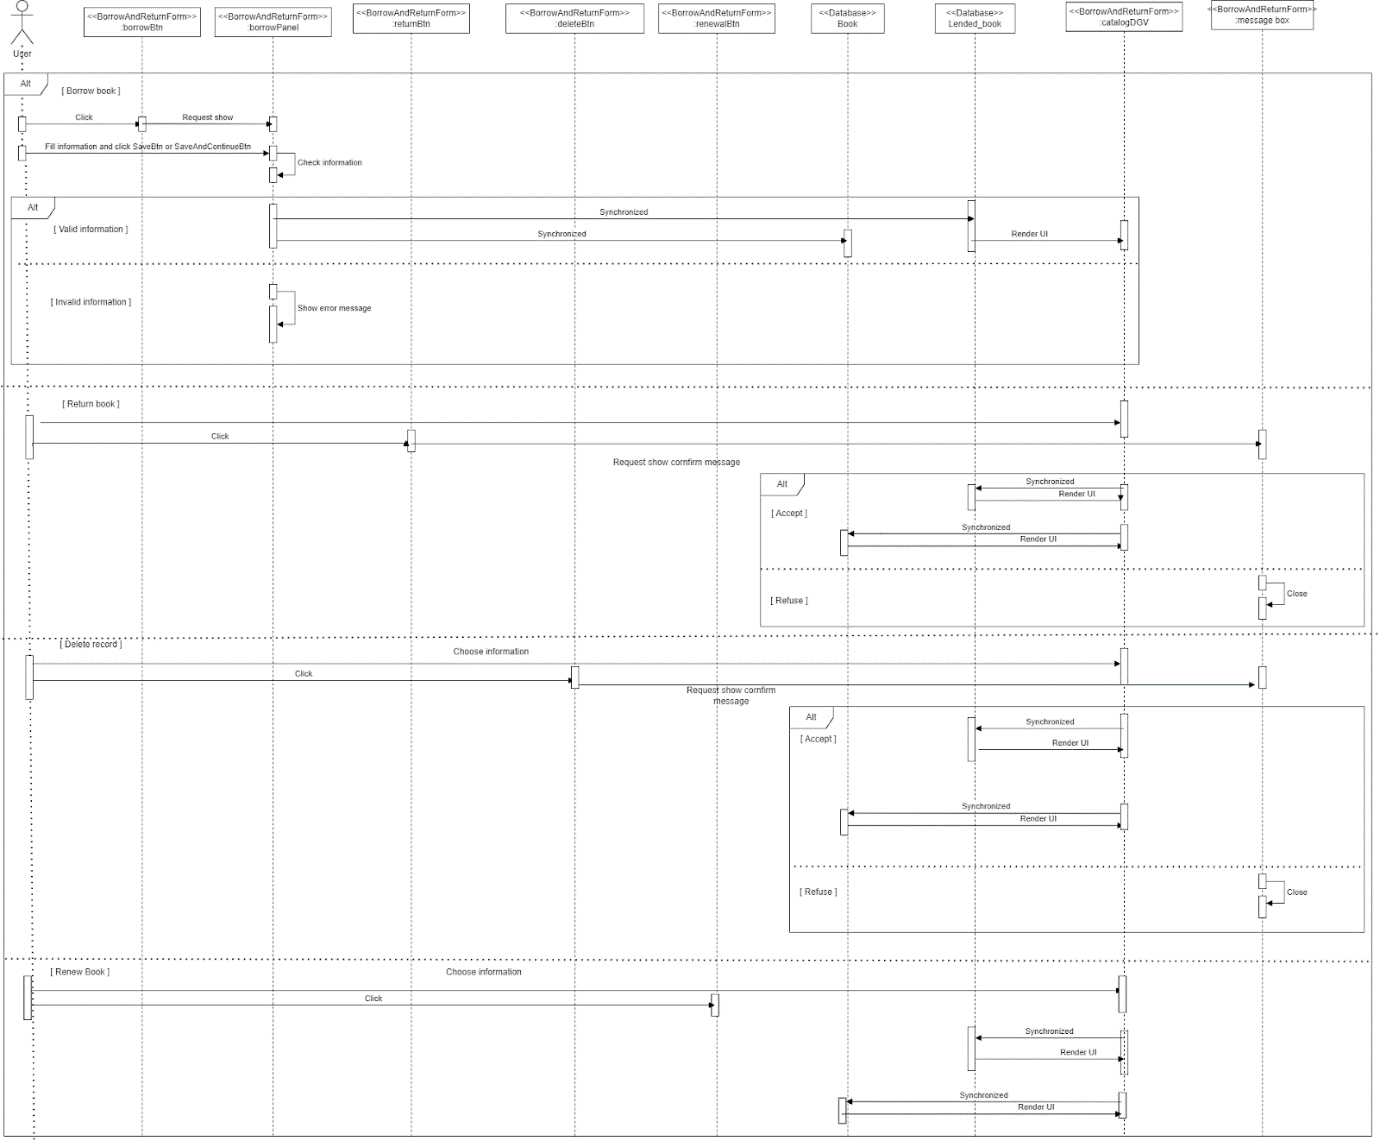 <<BorrowAndReturnForm>>
:borrowBtn
<<BorrowAndReturnForm>>
:borrowPanel
<<BorrowAndReturnForm>>
:returnBtn
<<BorrowAndReturnForm>>
:deleteBtn
<<BorrowAndReturnForm>>
:renewalBtn
<<Database>>
Book
<<Database>>
Lended_book
<<BorrowAndReturnForm>>
:catalogDGV
<<BorrowAndReturnForm>>
:message box
User
Alt
[ Borrow book ]
Click
Request show
Fill information and click SaveBtn or SaveAndContinueBtn
Check information
Alt
Synchronized
[ Valid information ]
Synchronized
Render UI
[ Invalid information ]
Show error message
[ Return book ]
Click
Request show cornfirm message
Alt
Synchronized
Render UI
[ Accept ]
Synchronized
Render UI
[ Refuse ]
Close
[ Delete record ]
Choose information
Click
Request show cornfirm
message
Alt
Synchronized
[ Accept ]
Render UI
Synchronized
Render UI
[ Refuse ]
Close
[ Renew Book ]
Choose information
Click
Synchronized
Render UI
Synchronized
Render UI